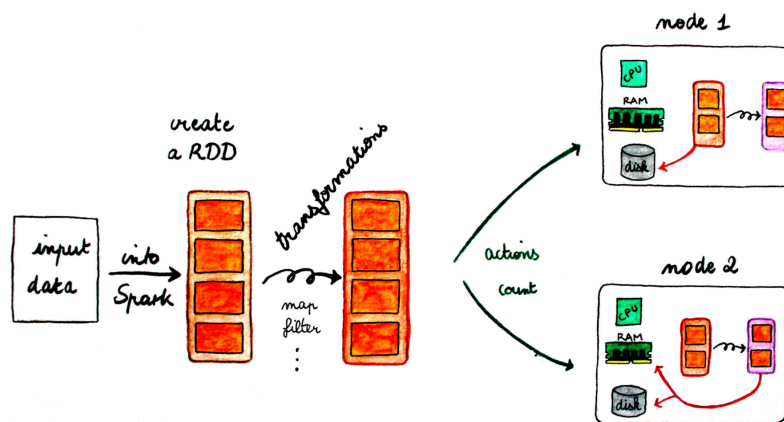 input
data
into
Spark
create
a RDD
transformations
map
filter
...
actions
count
node 1
CPU
RAM
disk
node 2
CPU
RAM
disk